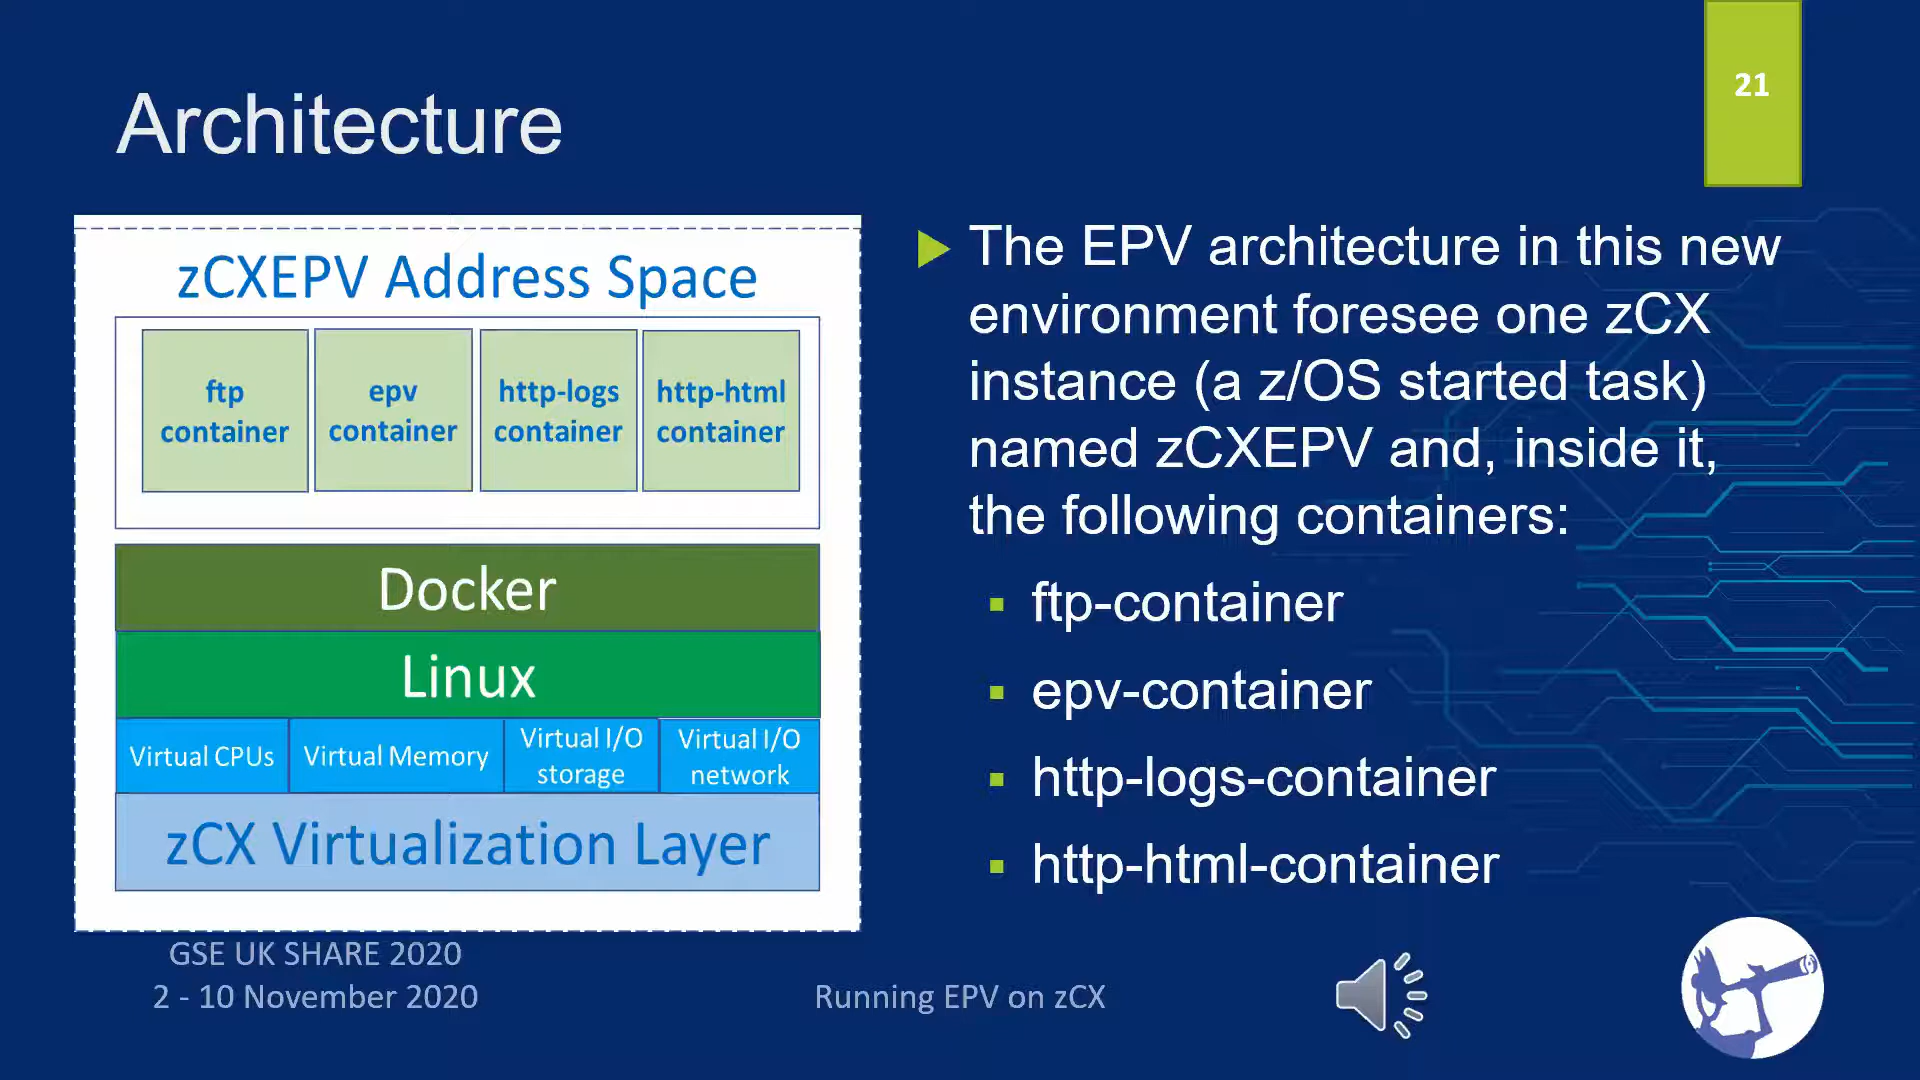 21
Architecture
zCXEPV Address Space
ftp
container
epv
container
http-logs
container
http-html
container
Docker
Linux
Virtual CPUs
Virtual Memory
Virtual I/O
storage
Virtual I/O
network
zCX Virtualization Layer
The EPV architecture in this new
environment foresee one zCX
instance (a z/OS started task)
named zCXEPV and, inside it,
the following containers:
ftp-container
epv-container
http-logs-container
http-html-container
GSE UK SHARE 2020
2 - 10 November 2020
Running EPV on zCX